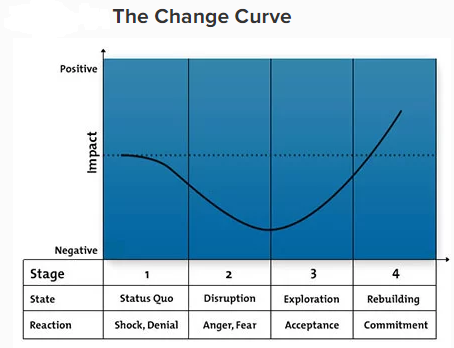 The Change Curve
Positive
Impact
Negative
Stage 1 2 3 4
State Status Quo Disruption Exploration Rebuilding
Reaction Shock, Denial Anger, Fear Acceptance Commitment